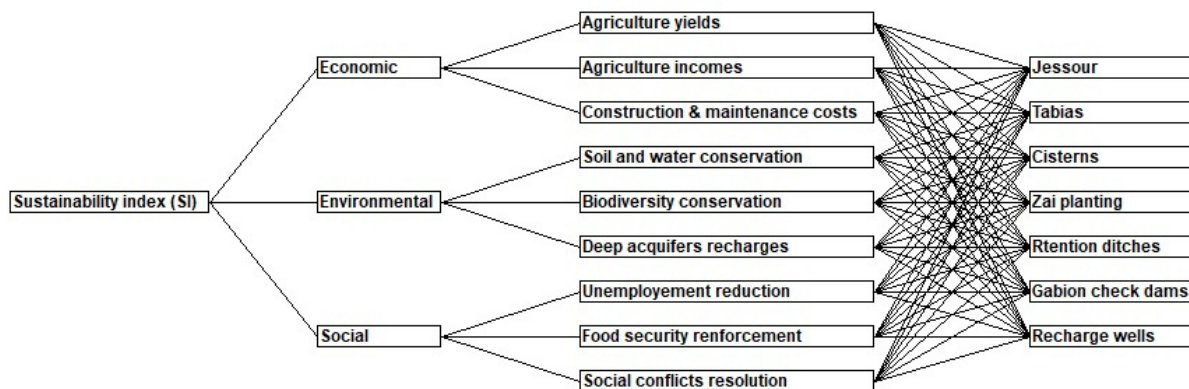 Sustainability index (SI)
Economic
Environmental
Social
Agriculture yields
Agriculture incomes
Construction & maintenance costs
Soil and water conservation
Biodiversity conservation
Deep acquifers recharges
Unemployement reduction
Food security renforcement
Social conflicts resolution
Jessour
Tabias
Cisterns
Zai planting
Rtention ditches
Gabion check dams
Recharge wells